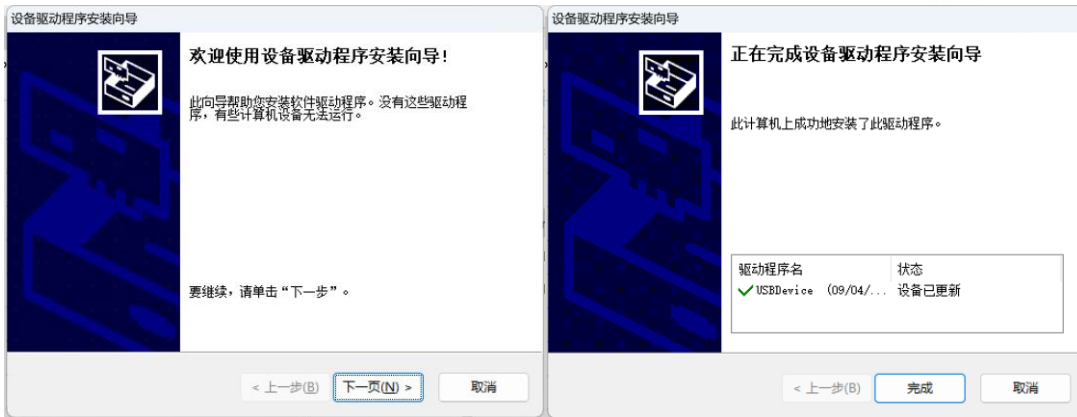 设备驱动程序安装向导
欢迎使用设备驱动程序安装向导！
此向导帮助您安装软件驱动程序。没有这些驱动程
序，有些计算机设备无法运行。
要继续，请单击“下一步”。
< 上一步(B)
下一页(N) >
取消
设备驱动程序安装向导
正在完成设备驱动程序安装向导
此计算机上成功地安装了此驱动程序。
驱动程序名 状态
USBDevice (09/04/... 设备已更新
< 上一步(B)
完成
取消